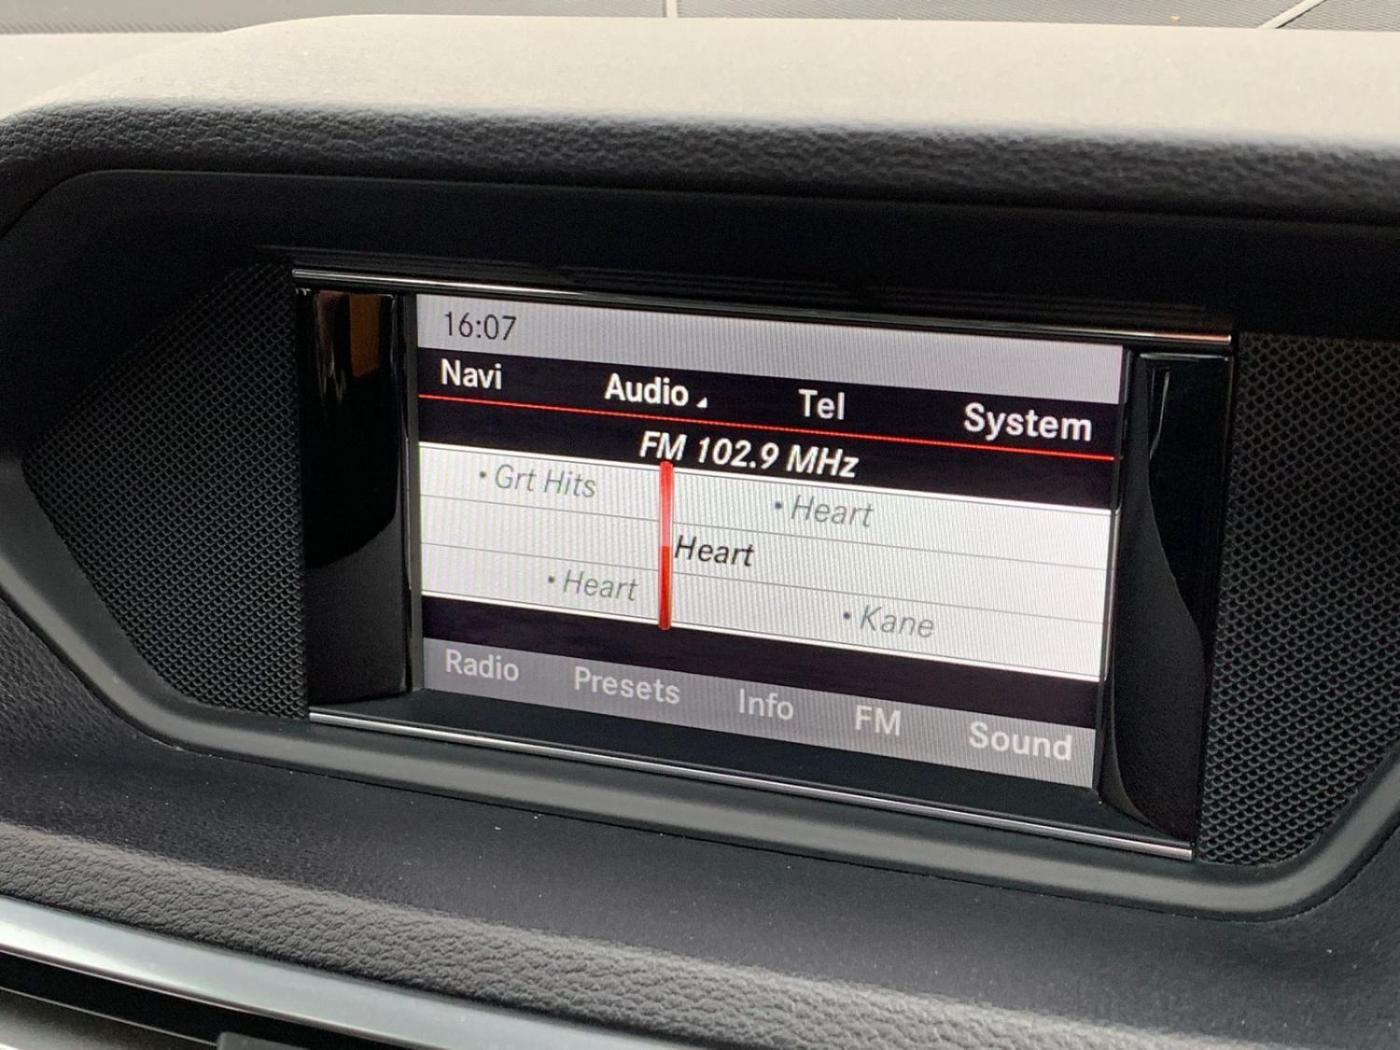 16:07
Navi Audio Tel System
FM 102.9 MHz
• Grt Hits • Heart
Heart
• Heart • Kane
Radio Presets Info FM Sound